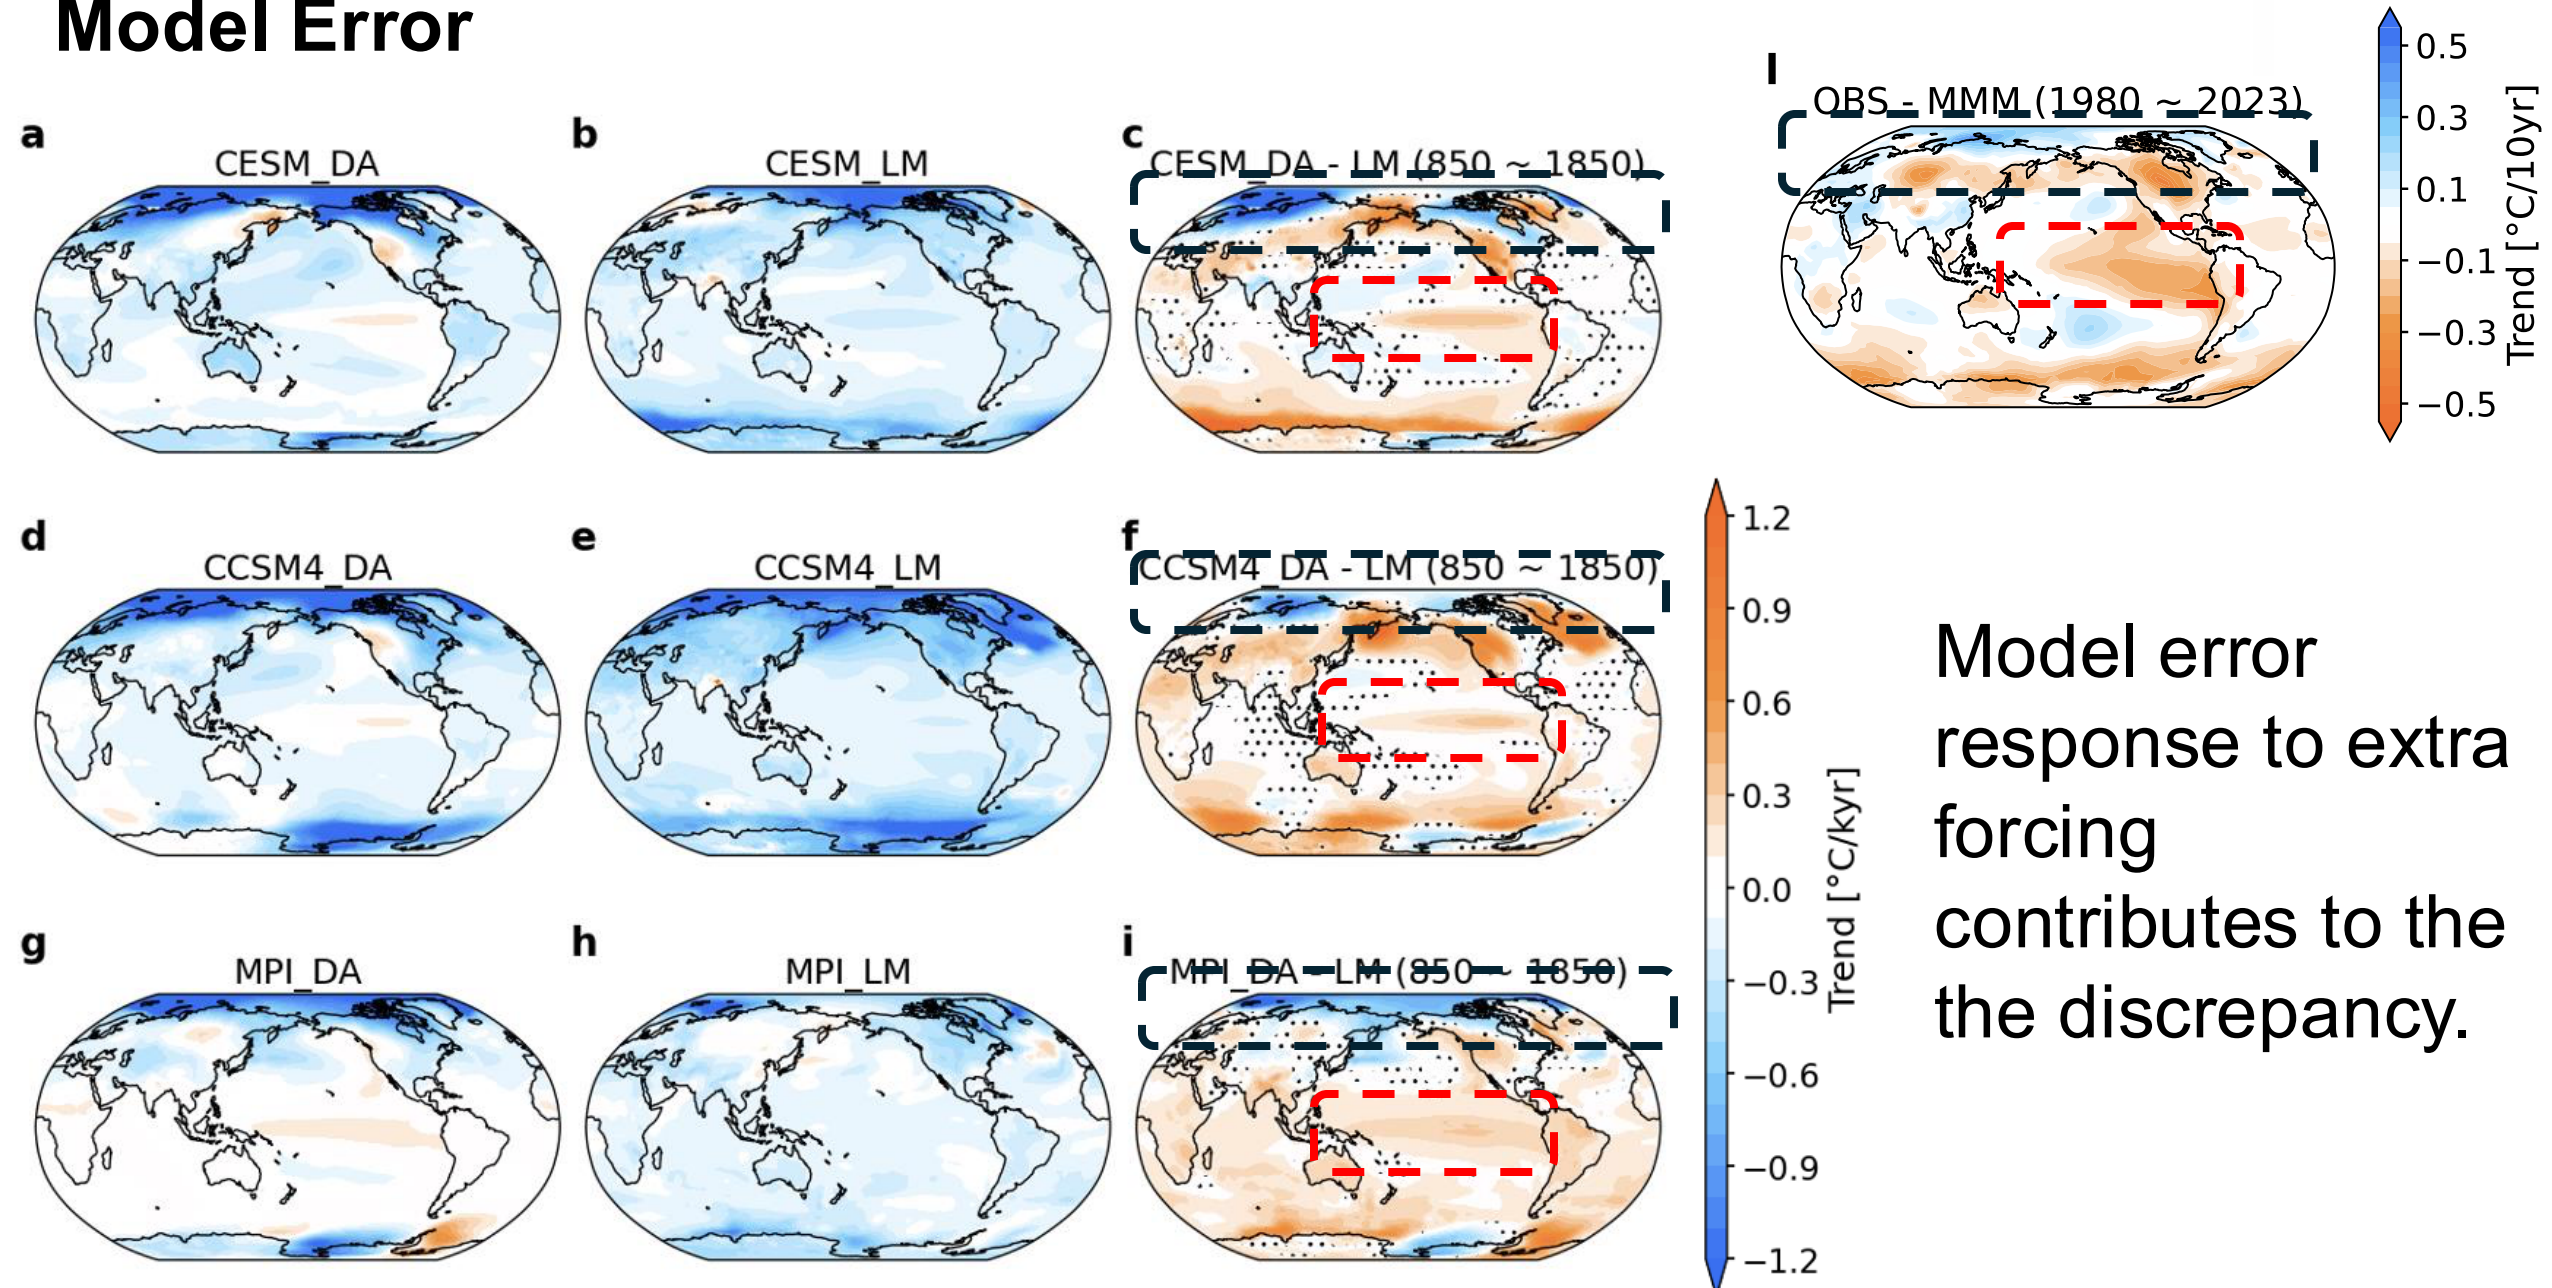 Model Error
a
CESM_DA
b
CESM_LM
c
CESM_DA - LM (850 ~ 1850)
l
OBS - MMM (1980 ~ 2023)
0.5
0.3
0.1
−0.1
−0.3
−0.5
Trend [°C/10yr]
d
CCSM4_DA
e
CCSM4_LM
f
CCSM4_DA - LM (850 ~ 1850)
g
MPI_DA
h
MPI_LM
i
MPI_DA - LM (850 ~ 1850)
1.2
0.9
0.6
0.3
0.0
−0.3
−0.6
−0.9
−1.2
Trend [°C/kyr]
Model error
response to extra
forcing
contributes to the
the discrepancy.